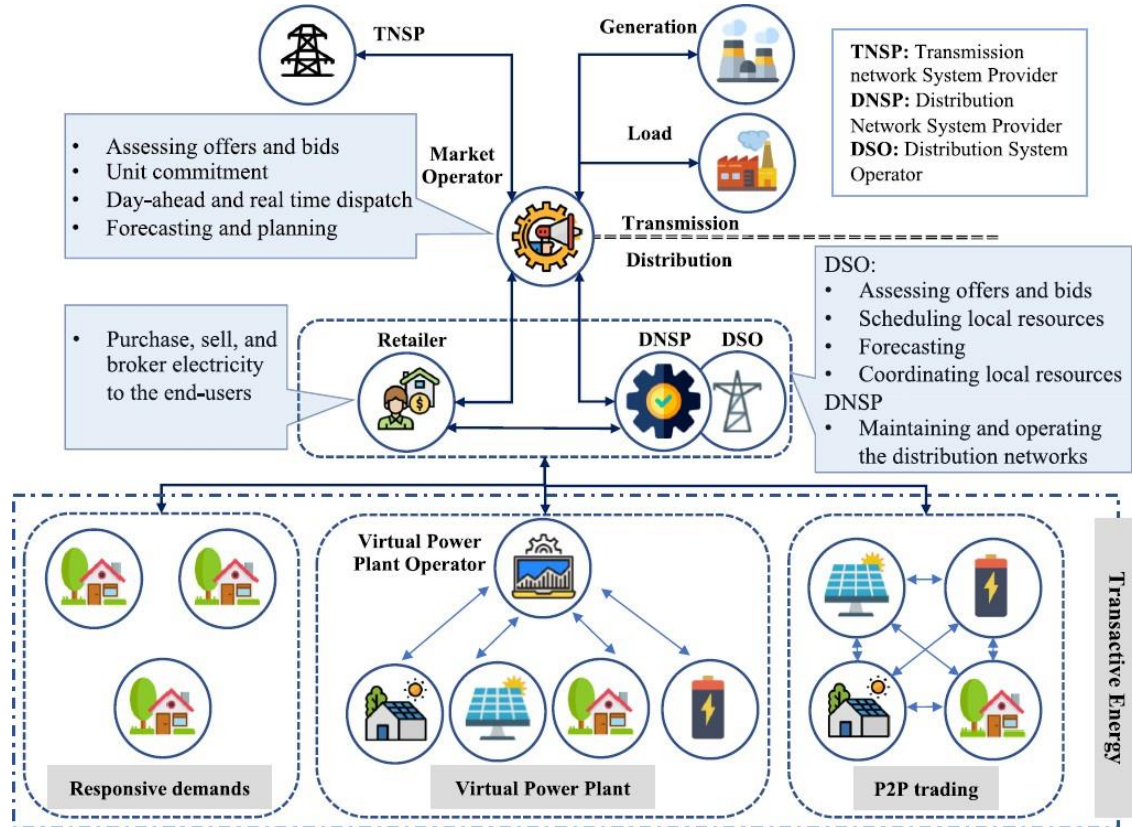 TNSP
Generation
TNSP: Transmission
network System Provider
DNSP: Distribution
Network System Provider
DSO: Distribution System
Operator
• Assessing offers and bids
• Unit commitment
• Day-ahead and real time dispatch
• Forecasting and planning
Market
Operator
Load
Transmission
Distribution
DSO:
• Assessing offers and bids
• Scheduling local resources
• Forecasting
• Coordinating local resources
DNSP
• Maintaining and operating
the distribution networks
• Purchase, sell, and
broker electricity
to the end-users
Retailer
DNSP
DSO
Virtual Power
Plant Operator
Responsive demands
Virtual Power Plant
P2P trading
Transactive Energy